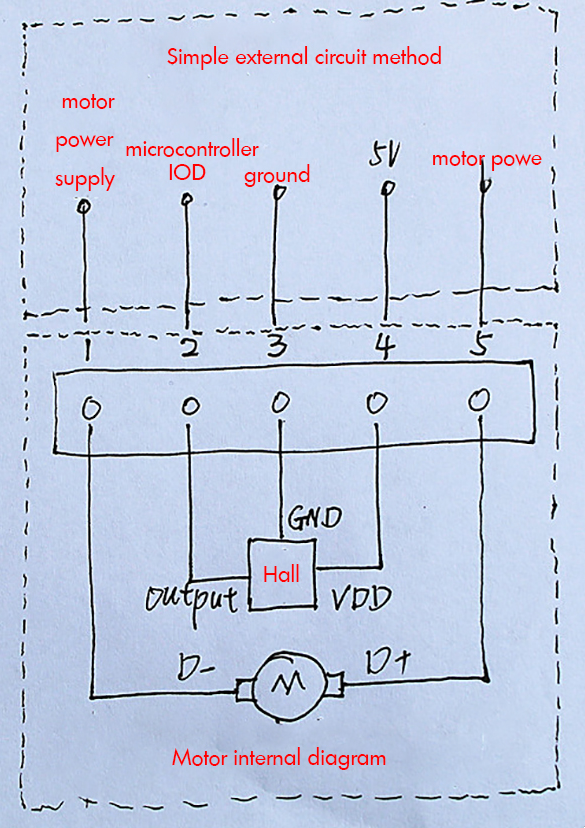 Simple external circuit method
motor
power
supply
microcontroller
IOD
ground
5V
motor powe
1 2 3 4 5
GND
Hall
output
VDD
D-
M
D+
Motor internal diagram